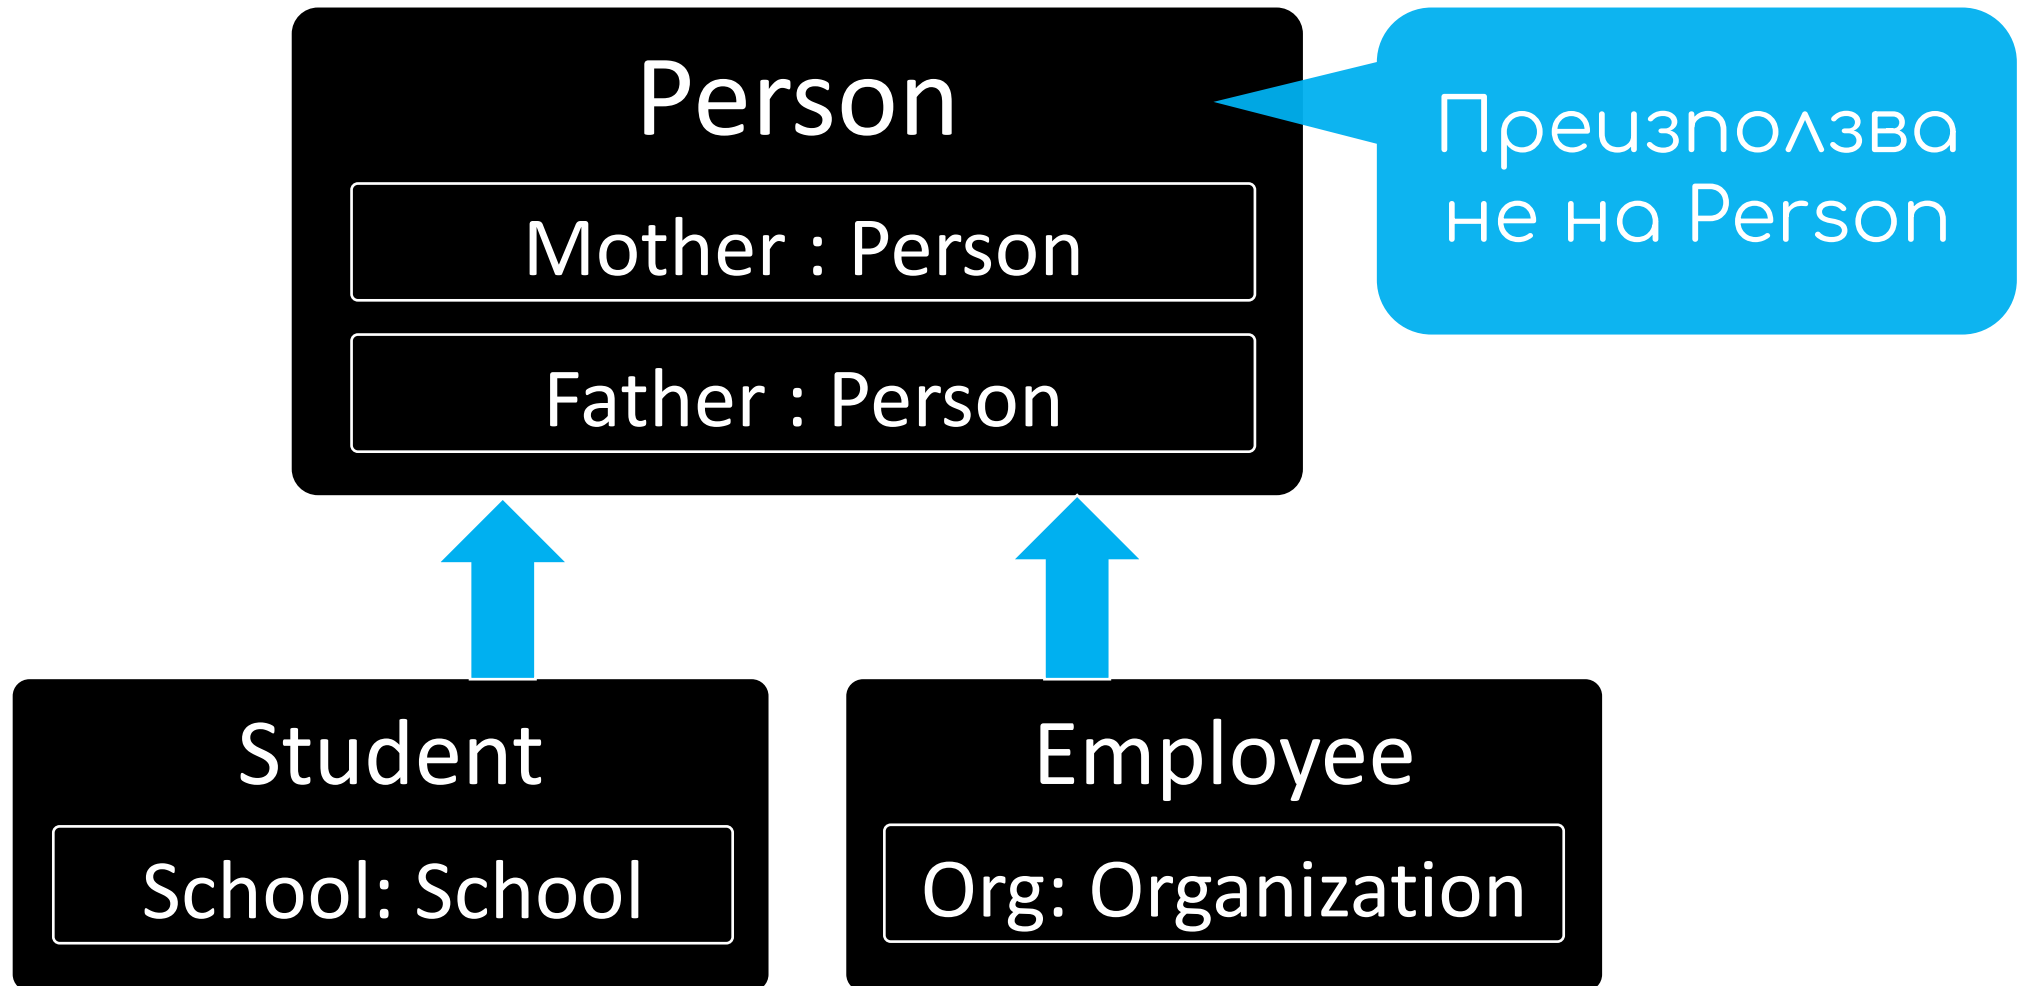 Person
Преизползва
не на Person
Mother : Person
Father : Person
Student
Employee
School: School
Org: Organization